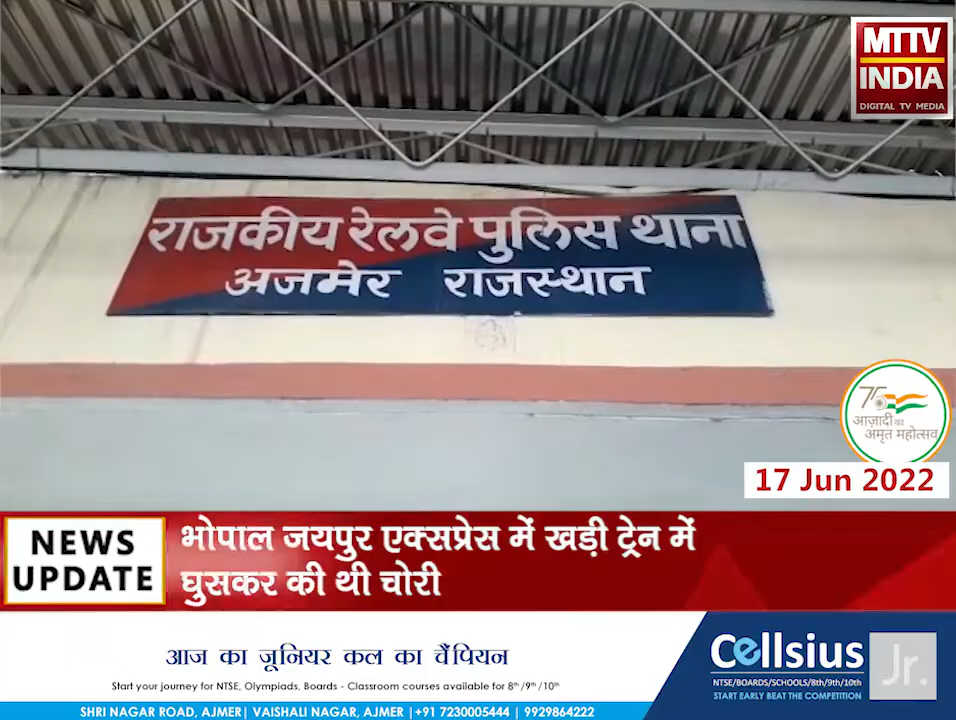 MTTV
INDIA
DIGITAL TV MEDIA
राजकीय रेलवे पुलिस थाना
अजमेर राजस्थान
75
आज़ादी का
अमृत महोत्सव
17 Jun 2022
NEWS
UPDATE
भोपाल जयपुर एक्सप्रेस में खड़ी ट्रेन में
घुसकर की थी चोरी
आज का जूनियर कल का चैंपियन
Start your journey for NTSE, Olympiads, Boards - Classroom courses available for 8th/9th/10th
Cellsius
Jr.
NTSE/BOARDS/SCHOOLS/8th/9th/10th
START EARLY BEAT THE COMPETITION
SHRI NAGAR ROAD, AJMER| VAISHALI NAGAR, AJMER |+91 7230005444 | 9929864222